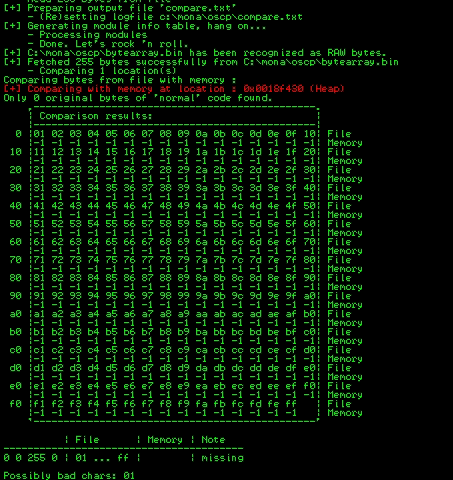 [+] Preparing output file 'compare.txt'
- (Re)setting logfile c:\mona\oscp\compare.txt
[+] Generating module info table, hang on...
- Processing modules
- Done. Let's rock 'n roll.
[+] C:\mona\oscp\bytearray.bin has been recognized as RAW bytes.
[+] Fetched 255 bytes successfully from C:\mona\oscp\bytearray.bin
- Comparing 1 location(s)
Comparing bytes from file with memory :
[+] Comparing with memory at location : 0x0018f430 (Heap)
Only 0 original bytes of 'normal' code found.
Comparison results:
0 |01 02 03 04 05 06 07 08 09 0a 0b 0c 0d 0e 0f 10| File
|-1 -1 -1 -1 -1 -1 -1 -1 -1 -1 -1 -1 -1 -1 -1 -1| Memory
10 |11 12 13 14 15 16 17 18 19 1a 1b 1c 1d 1e 1f 20| File
|-1 -1 -1 -1 -1 -1 -1 -1 -1 -1 -1 -1 -1 -1 -1 -1| Memory
20 |21 22 23 24 25 26 27 28 29 2a 2b 2c 2d 2e 2f 30| File
|-1 -1 -1 -1 -1 -1 -1 -1 -1 -1 -1 -1 -1 -1 -1 -1| Memory
30 |31 32 33 34 35 36 37 38 39 3a 3b 3c 3d 3e 3f 40| File
|-1 -1 -1 -1 -1 -1 -1 -1 -1 -1 -1 -1 -1 -1 -1 -1| Memory
40 |41 42 43 44 45 46 47 48 49 4a 4b 4c 4d 4e 4f 50| File
|-1 -1 -1 -1 -1 -1 -1 -1 -1 -1 -1 -1 -1 -1 -1 -1| Memory
50 |51 52 53 54 55 56 57 58 59 5a 5b 5c 5d 5e 5f 60| File
|-1 -1 -1 -1 -1 -1 -1 -1 -1 -1 -1 -1 -1 -1 -1 -1| Memory
60 |61 62 63 64 65 66 67 68 69 6a 6b 6c 6d 6e 6f 70| File
|-1 -1 -1 -1 -1 -1 -1 -1 -1 -1 -1 -1 -1 -1 -1 -1| Memory
70 |71 72 73 74 75 76 77 78 79 7a 7b 7c 7d 7e 7f 80| File
|-1 -1 -1 -1 -1 -1 -1 -1 -1 -1 -1 -1 -1 -1 -1 -1| Memory
80 |81 82 83 84 85 86 87 88 89 8a 8b 8c 8d 8e 8f 90| File
|-1 -1 -1 -1 -1 -1 -1 -1 -1 -1 -1 -1 -1 -1 -1 -1| Memory
90 |91 92 93 94 95 96 97 98 99 9a 9b 9c 9d 9e 9f a0| File
|-1 -1 -1 -1 -1 -1 -1 -1 -1 -1 -1 -1 -1 -1 -1 -1| Memory
a0 |a1 a2 a3 a4 a5 a6 a7 a8 a9 aa ab ac ad ae af b0| File
|-1 -1 -1 -1 -1 -1 -1 -1 -1 -1 -1 -1 -1 -1 -1 -1| Memory
b0 |b1 b2 b3 b4 b5 b6 b7 b8 b9 ba bb bc bd be bf c0| File
|-1 -1 -1 -1 -1 -1 -1 -1 -1 -1 -1 -1 -1 -1 -1 -1| Memory
c0 |c1 c2 c3 c4 c5 c6 c7 c8 c9 ca cb cc cd ce cf d0| File
|-1 -1 -1 -1 -1 -1 -1 -1 -1 -1 -1 -1 -1 -1 -1 -1| Memory
d0 |d1 d2 d3 d4 d5 d6 d7 d8 d9 da db dc dd de df e0| File
|-1 -1 -1 -1 -1 -1 -1 -1 -1 -1 -1 -1 -1 -1 -1 -1| Memory
e0 |e1 e2 e3 e4 e5 e6 e7 e8 e9 ea eb ec ed ee ef f0| File
|-1 -1 -1 -1 -1 -1 -1 -1 -1 -1 -1 -1 -1 -1 -1 -1| Memory
f0 |f1 f2 f3 f4 f5 f6 f7 f8 f9 fa fb fc fd fe ff | File
|-1 -1 -1 -1 -1 -1 -1 -1 -1 -1 -1 -1 -1 -1 -1 | Memory
| File | Memory | Note
0 0 255 0 | 01 ... ff | | missing
Possibly bad chars: 01